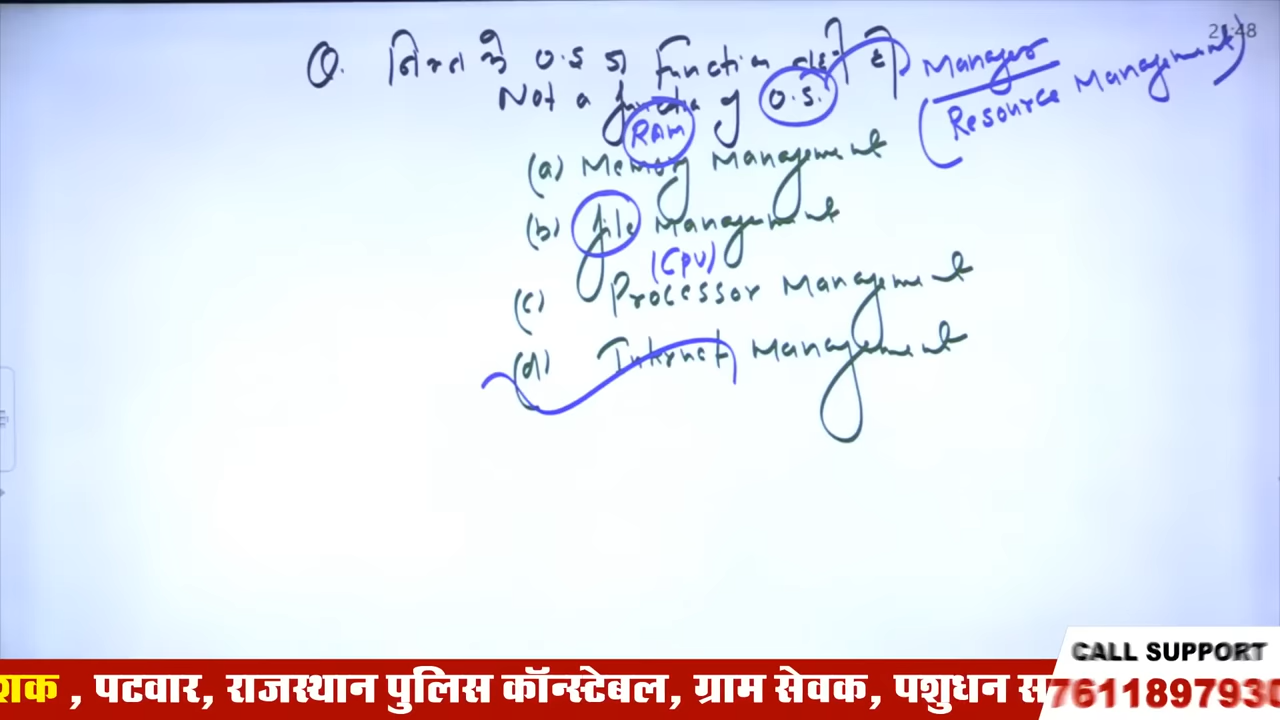 Q. निम्न मे O.S का Function नहीं है
Not a function of O.S.
Manager
(Resource Management)
RAM
(a) Memory Management
(b) file Management
(CPU)
(c) Processor Management
(d) Internet Management
21:48
CALL SUPPORT
शक , पटवार, राजस्थान पुलिस कॉन्स्टेबल, ग्राम सेवक, पशुधन स
7611897930